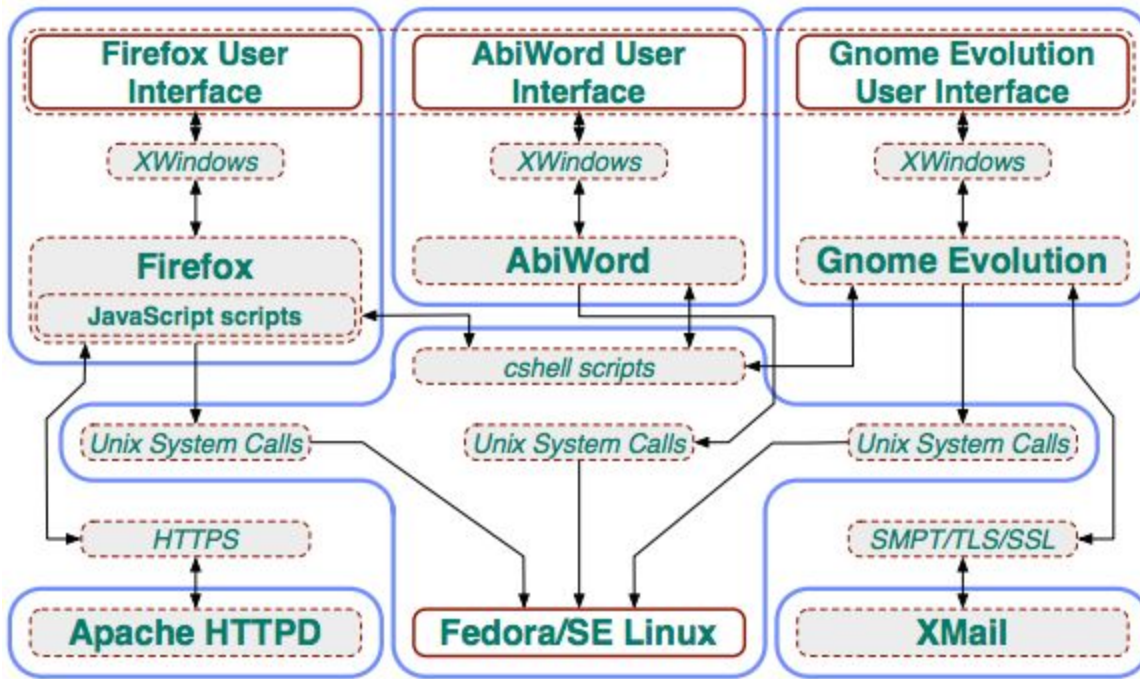 Firefox User
Interface
AbiWord User
Interface
Gnome Evolution
User Interface
XWindows
XWindows
XWindows
Firefox
AbiWord
Gnome Evolution
JavaScript scripts
cshell scripts
Unix System Calls
Unix System Calls
Unix System Calls
HTTPS
SMPT/TLS/SSL
Apache HTTPD
Fedora/SE Linux
XMail